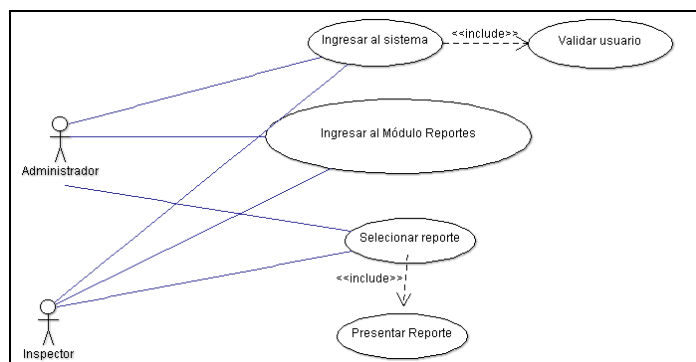 Ingresar al sistema
<<include>>
Validar usuario
Ingresar al Módulo Reportes
Administrador
Selecionar reporte
<<include>>
Presentar Reporte
Inspector